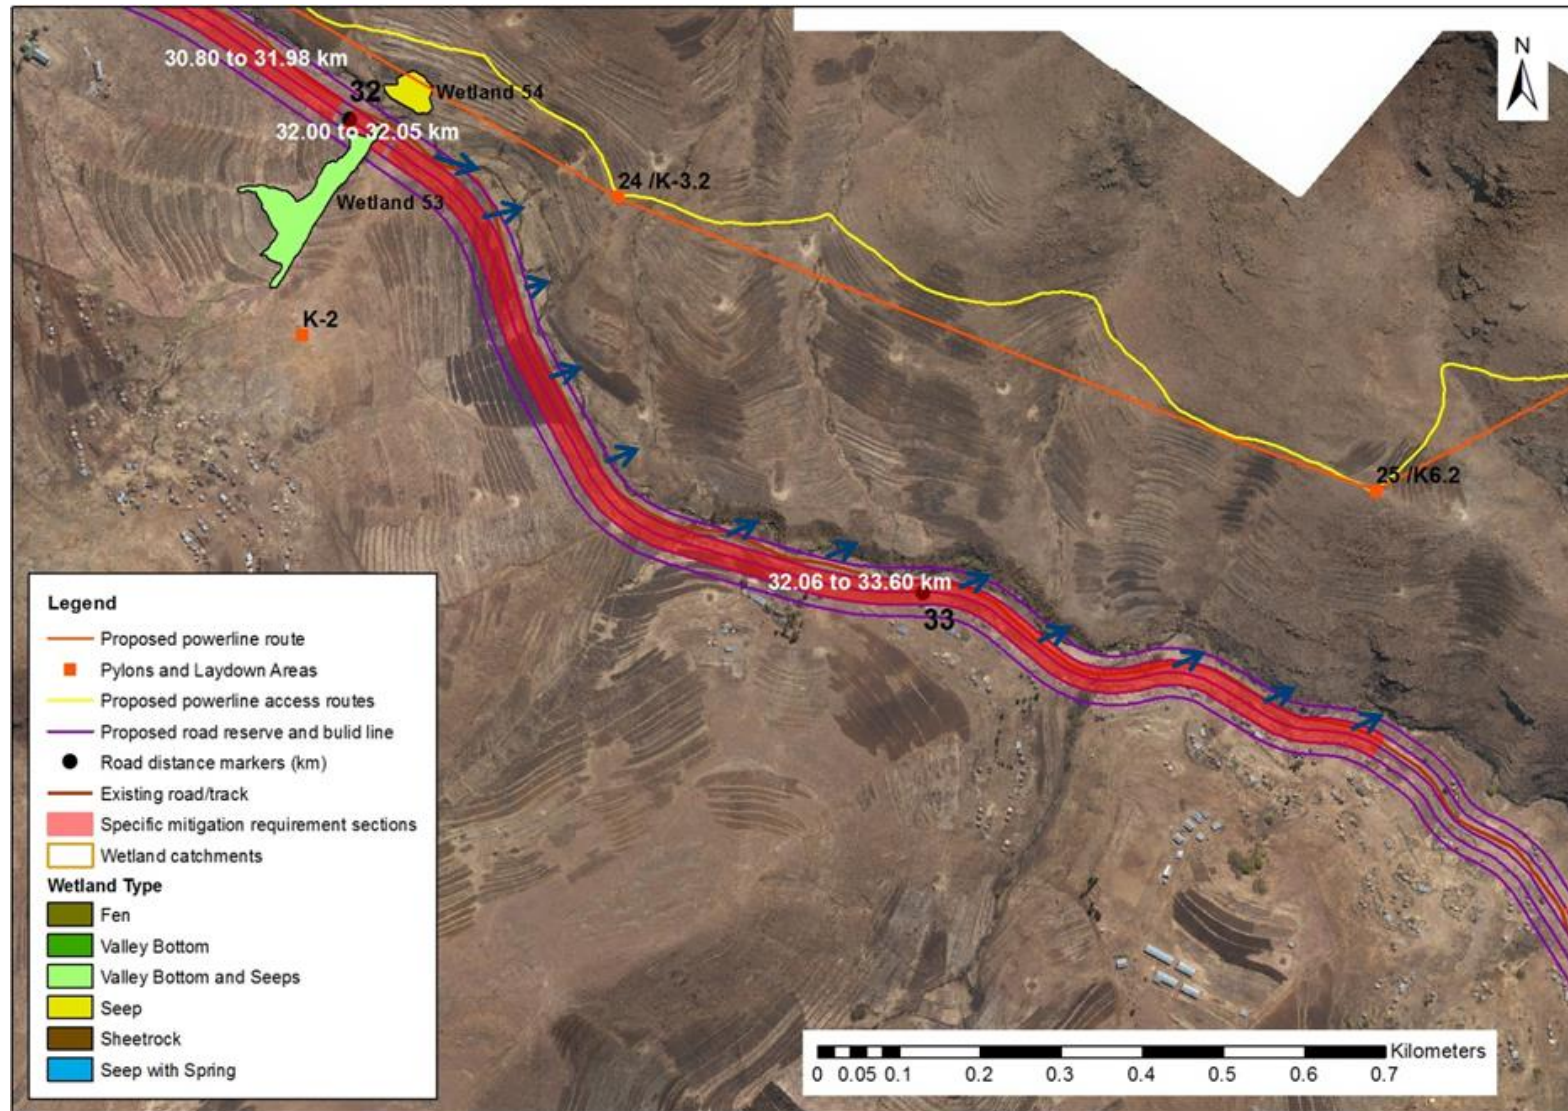 30.80 to 31.98 km
N
32
Wetland 54
32.00 to 32.05 km
24 /K-3.2
Wetland 53
K-2
25 /K6.2
32.06 to 33.60 km
33
Legend
Proposed powerline route
Pylons and Laydown Areas
Proposed powerline access routes
Proposed road reserve and bulid line
Road distance markers (km)
Existing road/track
Specific mitigation requirement sections
Wetland catchments
Wetland Type
Fen
Valley Bottom
Valley Bottom and Seeps
Seep
Sheetrock
Seep with Spring
Kilometers
0 0.05 0.1 0.2 0.3 0.4 0.5 0.6 0.7